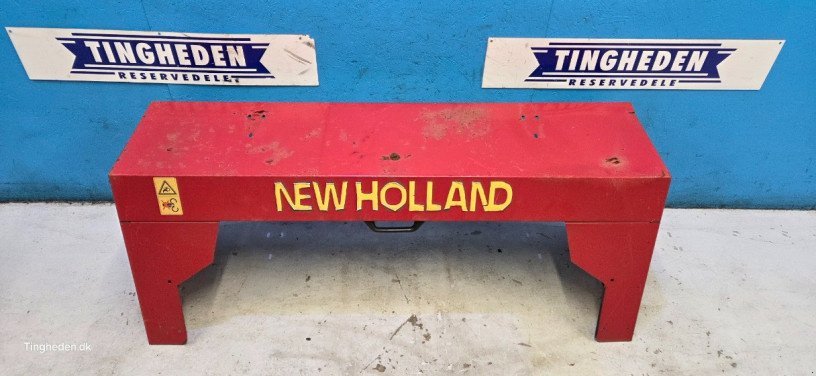 TINGHEDEN
RESERVEDELE
TINGHEDEN
RESERVEDELE
NEW HOLLAND
Tingheden.dk